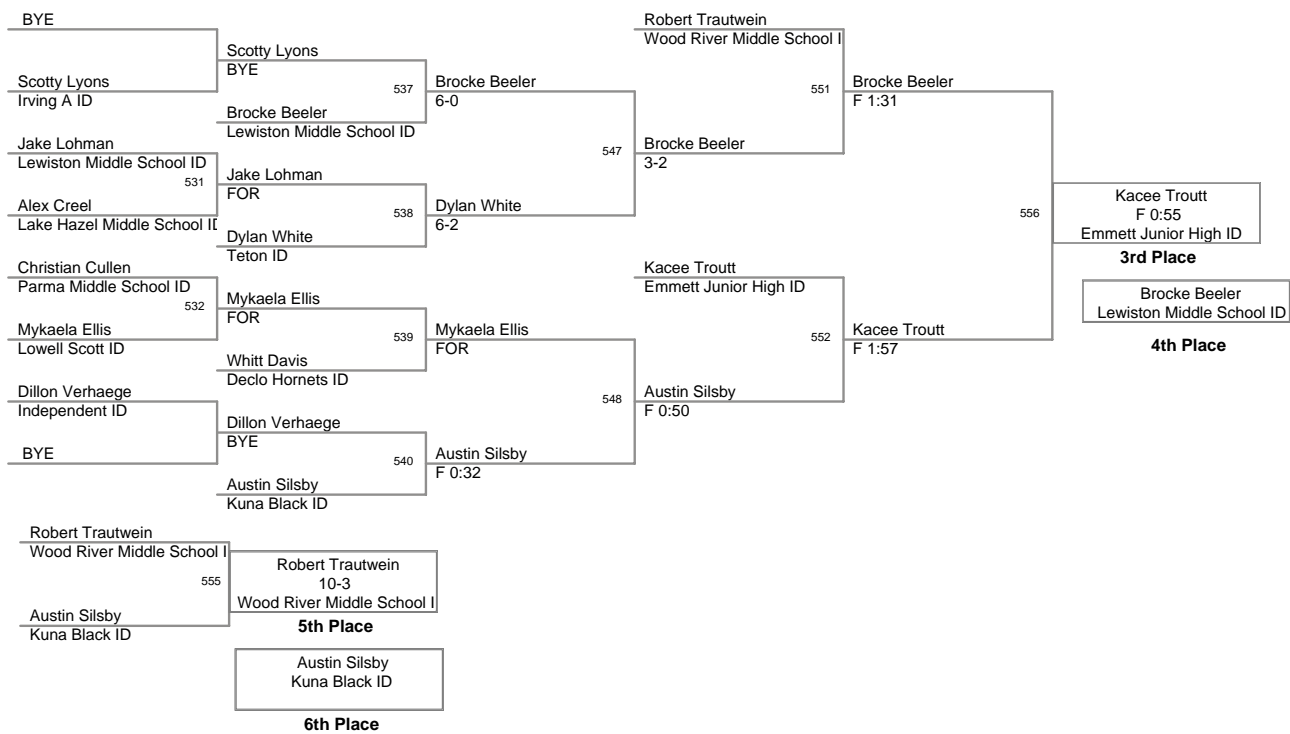 BYE
Scotty Lyons
Irving A ID
Jake Lohman
Lewiston Middle School ID
531
Alex Creel
Lake Hazel Middle School ID
Christian Cullen
Parma Middle School ID
532
Mykaela Ellis
Lowell Scott ID
Dillon Verhaege
Independent ID
BYE
Scotty Lyons
BYE
537
Brocke Beeler
Lewiston Middle School ID
Jake Lohman
FOR
538
Dylan White
Teton ID
Mykaela Ellis
FOR
539
Whitt Davis
Declo Hornets ID
Dillon Verhaege
BYE
540
Austin Silsby
Kuna Black ID
Brocke Beeler
6-0
547
Dylan White
6-2
Mykaela Ellis
FOR
548
Austin Silsby
F 0:32
Robert Trautwein
Wood River Middle School I
551
Brocke Beeler
3-2
Kacee Troutt
Emmett Junior High ID
552
Austin Silsby
F 0:50
Brocke Beeler
F 1:31
556
Kacee Troutt
F 1:57
Kacee Troutt
F 0:55
Emmett Junior High ID
3rd Place
Brocke Beeler
Lewiston Middle School ID
4th Place
Robert Trautwein
Wood River Middle School I
555
Austin Silsby
Kuna Black ID
Robert Trautwein
10-3
Wood River Middle School I
5th Place
Austin Silsby
Kuna Black ID
6th Place